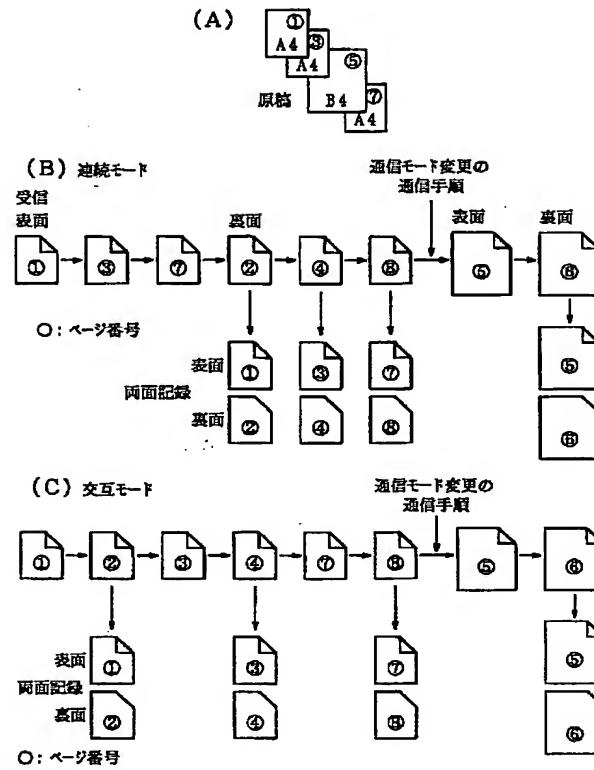 (A)
①
A4
③
A4
⑤
B4
⑦
A4
原稿
(B) 連続モード
通信モード変更の
通信手順
受信
表面
裏面
表面
裏面
① ③ ⑦ ② ④ ⑧ ⑤ ⑥
○:ページ番号
表面 ① ③ ⑦ ⑤
両面記録
裏面 ② ④ ⑧ ⑥
(C) 交互モード
通信モード変更の
通信手順
① ② ③ ④ ⑦ ⑧ ⑤ ⑥
表面 ① ③ ⑦ ⑤
両面記録
裏面 ② ④ ⑧ ⑥
○:ページ番号